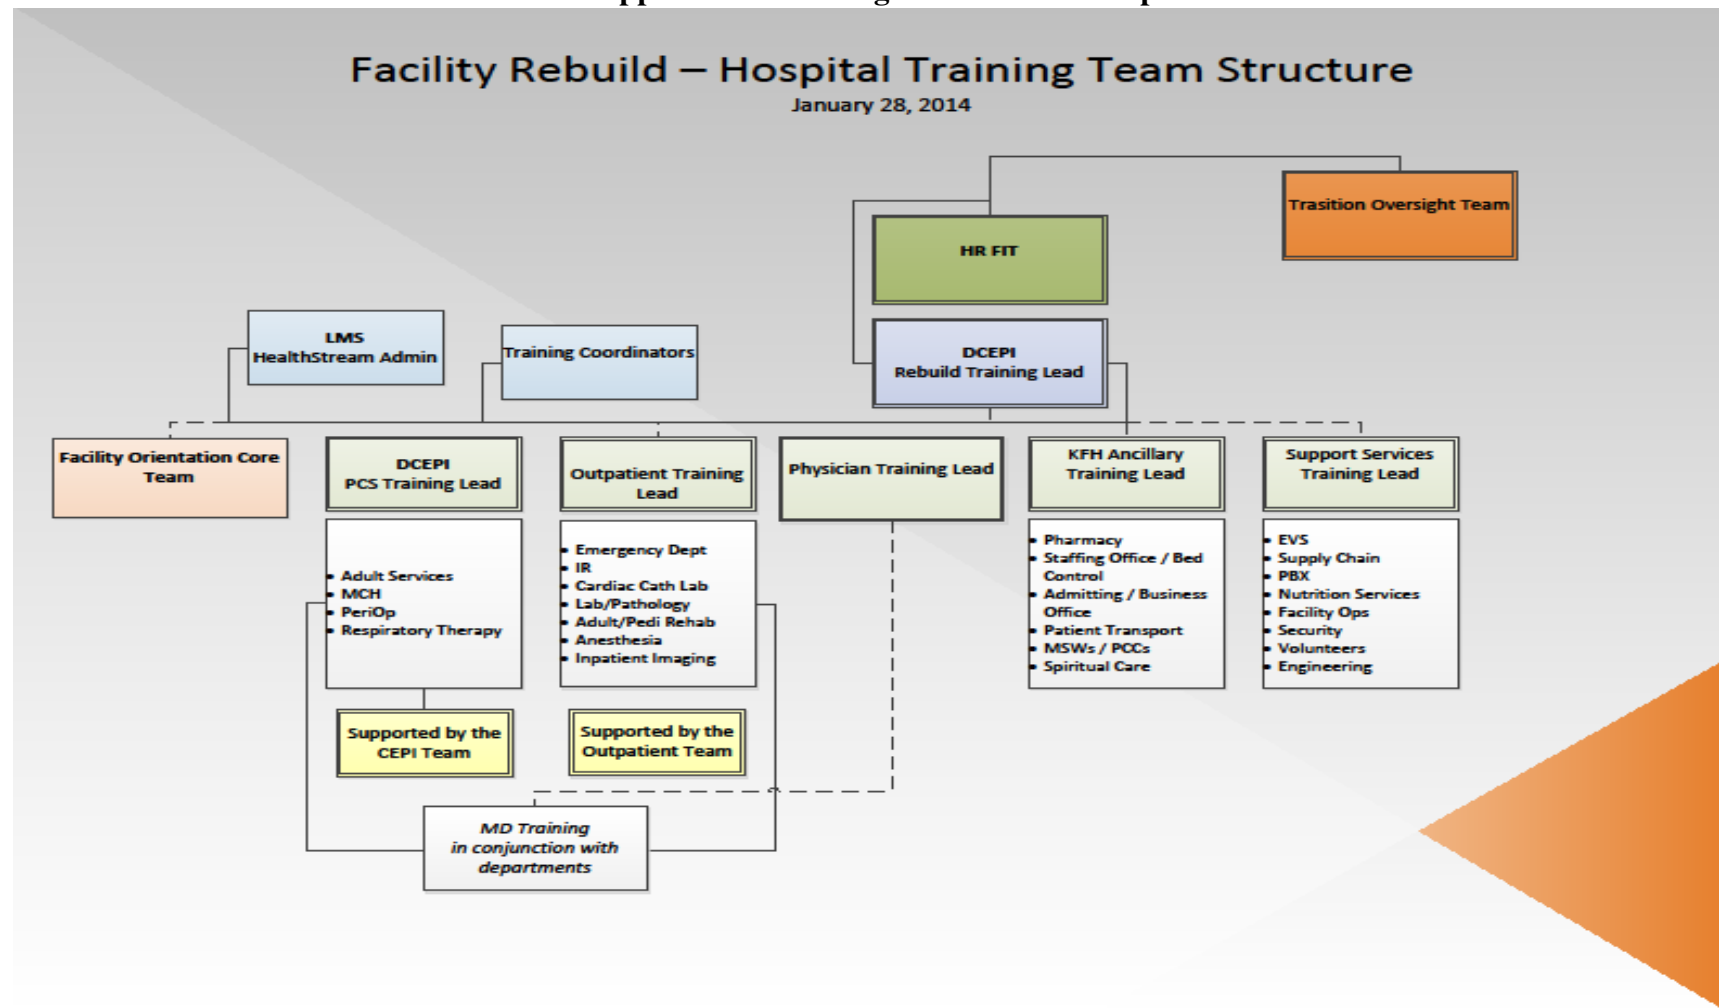 Facility Rebuild – Hospital Training Team Structure
January 28, 2014
Trasition Oversight Team
HR FIT
LMS
HealthStream Admin
Training Coordinators
DCEPI
Rebuild Training Lead
Facility Orientation Core
Team
DCEPI
PCS Training Lead
Outpatient Training
Lead
Physician Training Lead
KFH Ancillary
Training Lead
Support Services
Training Lead
• Adult Services
• MCH
• PeriOp
• Respiratory Therapy
• Emergency Dept
• IR
• Cardiac Cath Lab
• Lab/Pathology
• Adult/Pedi Rehab
• Anesthesia
• Inpatient Imaging
• Pharmacy
• Staffing Office / Bed
Control
• Admitting / Business
Office
• Patient Transport
• MSWs / PCCs
• Spiritual Care
• EVS
• Supply Chain
• PBX
• Nutrition Services
• Facility Ops
• Security
• Volunteers
• Engineering
Supported by the
CEPI Team
Supported by the
Outpatient Team
MD Training
in conjunction with
departments